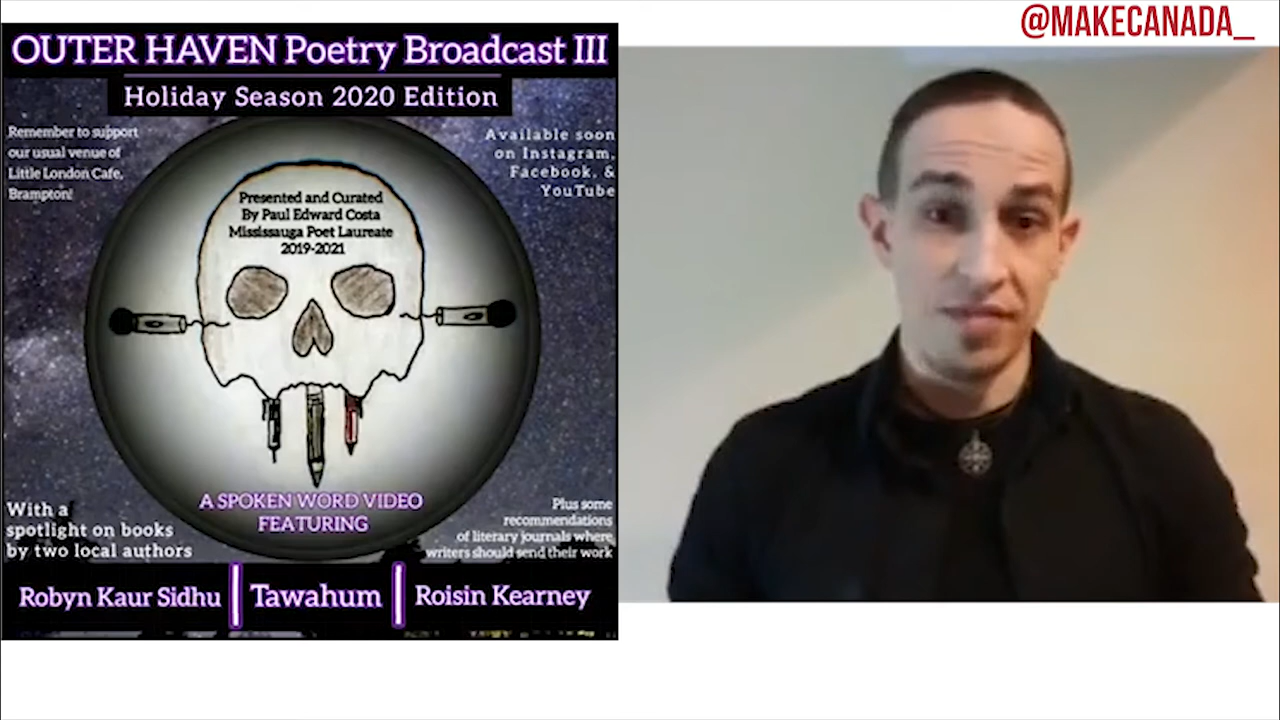 @MAKECANADA_
OUTER HAVEN Poetry Broadcast III
Holiday Season 2020 Edition
Remember to support
our usual venue of
Little London Cafe,
Brampton!
Available soon
on Instagram,
Facebook, &
YouTube
Presented and Curated
By Paul Edward Costa
Mississauga Poet Laureate
2019-2021
A SPOKEN WORD VIDEO
FEATURING
With a
spotlight on books
by two local authors
Plus some
recommendations
of literary journals where
writers should send their work
Robyn Kaur Sidhu
Tawahum
Roisin Kearney